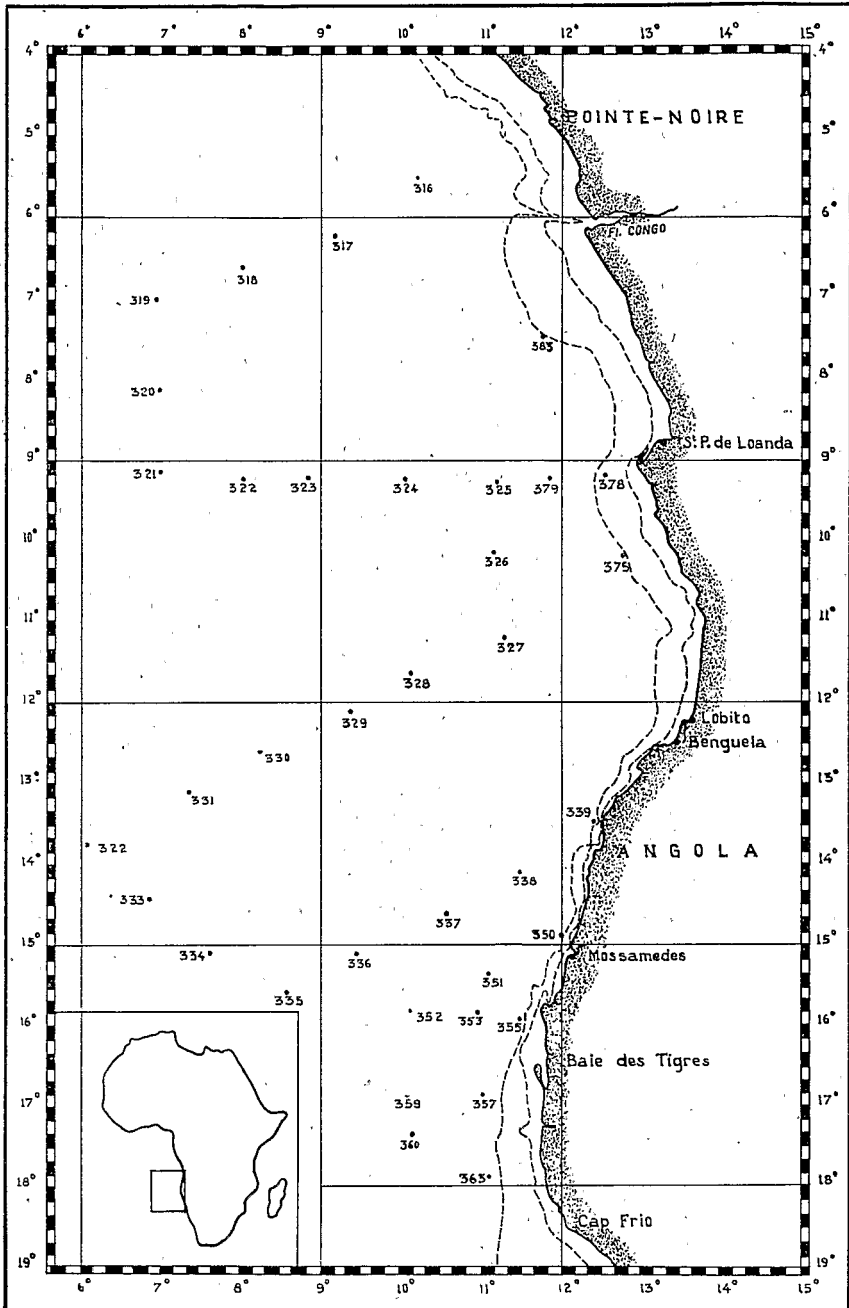 6° 7° 8° 9° 10° 11° 12° 13° 14° 15°
4° 4°
POINTE-NOIRE
5° 5°
316
6° 6°
Fl. CONGO
317
318
7° 7°
319
383
8° 8°
320
S.P. de Loanda
9° 9°
321 322 323 324 325 379 378
10° 10°
326 375
11° 11°
327
328
12° 12°
329 Lobito
Benguela
330
13° 13°
331
339
322 ANGOLA
14° 14°
338
333
337
350
15° 15°
334 336 Mossamedes
351
335
352 353 355
16° 16°
Baie des Tigres
17° 17°
359 357
360
363
18° 18°
Cap Frio
19° 19°
6° 7° 8° 9° 10° 11° 12° 13° 14° 15°